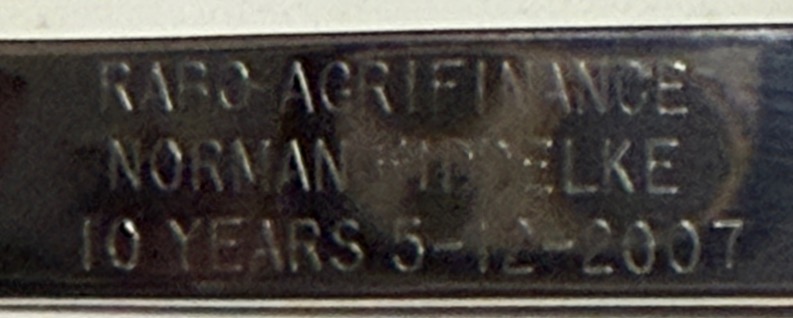 RABO AGRIFINANCE
NORMAN
10 YEARS 5-12-2007